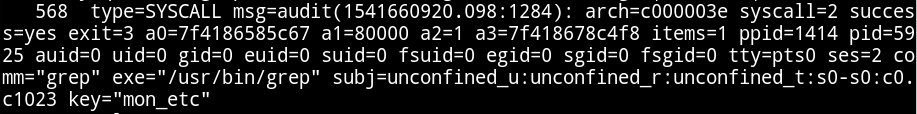 568  type=SYSCALL msg=audit(1541660920.098:1284): arch=c000003e syscall=2 succes
s=yes exit=3 a0=7f4186585c67 a1=80000 a2=1 a3=7f418678c4f8 items=1 ppid=1414 pid=59
25 auid=0 uid=0 gid=0 euid=0 suid=0 fsuid=0 egid=0 sgid=0 fsgid=0 tty=pts0 ses=2 co
mm="grep" exe="/usr/bin/grep" subj=unconfined_u:unconfined_r:unconfined_t:s0-s0:c0.
c1023 key="mon_etc"